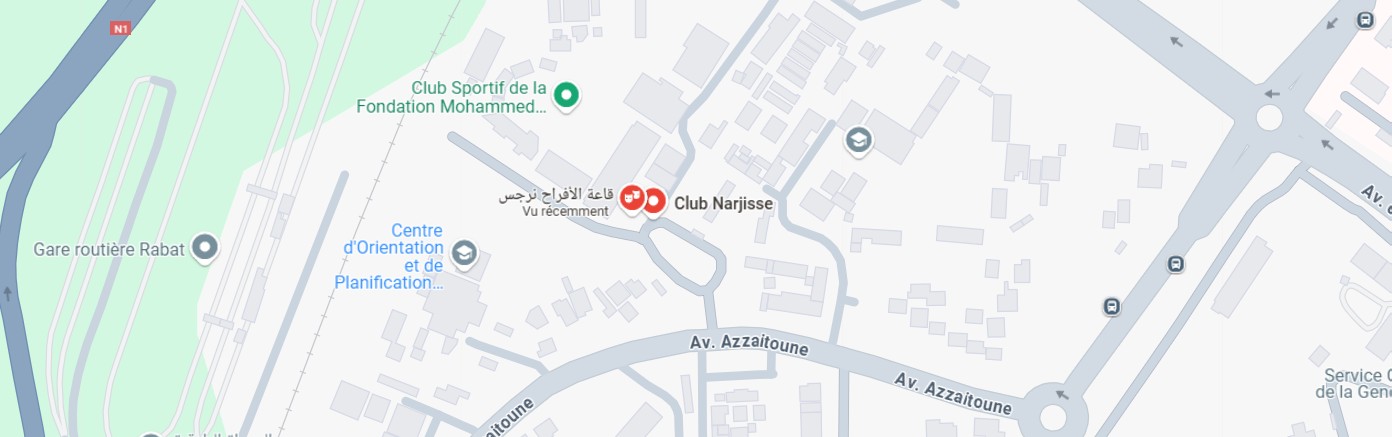 N1
Club Sportif de la
Fondation Mohammed...
قاعة الأفراح نرجس
Vu récemment
Club Narjisse
Centre
d'Orientation
et de
Planification...
Gare routière Rabat
Av. Azzaitoune
Av. Azzaitoune
zaitoune
Av.
Service
de la Gen